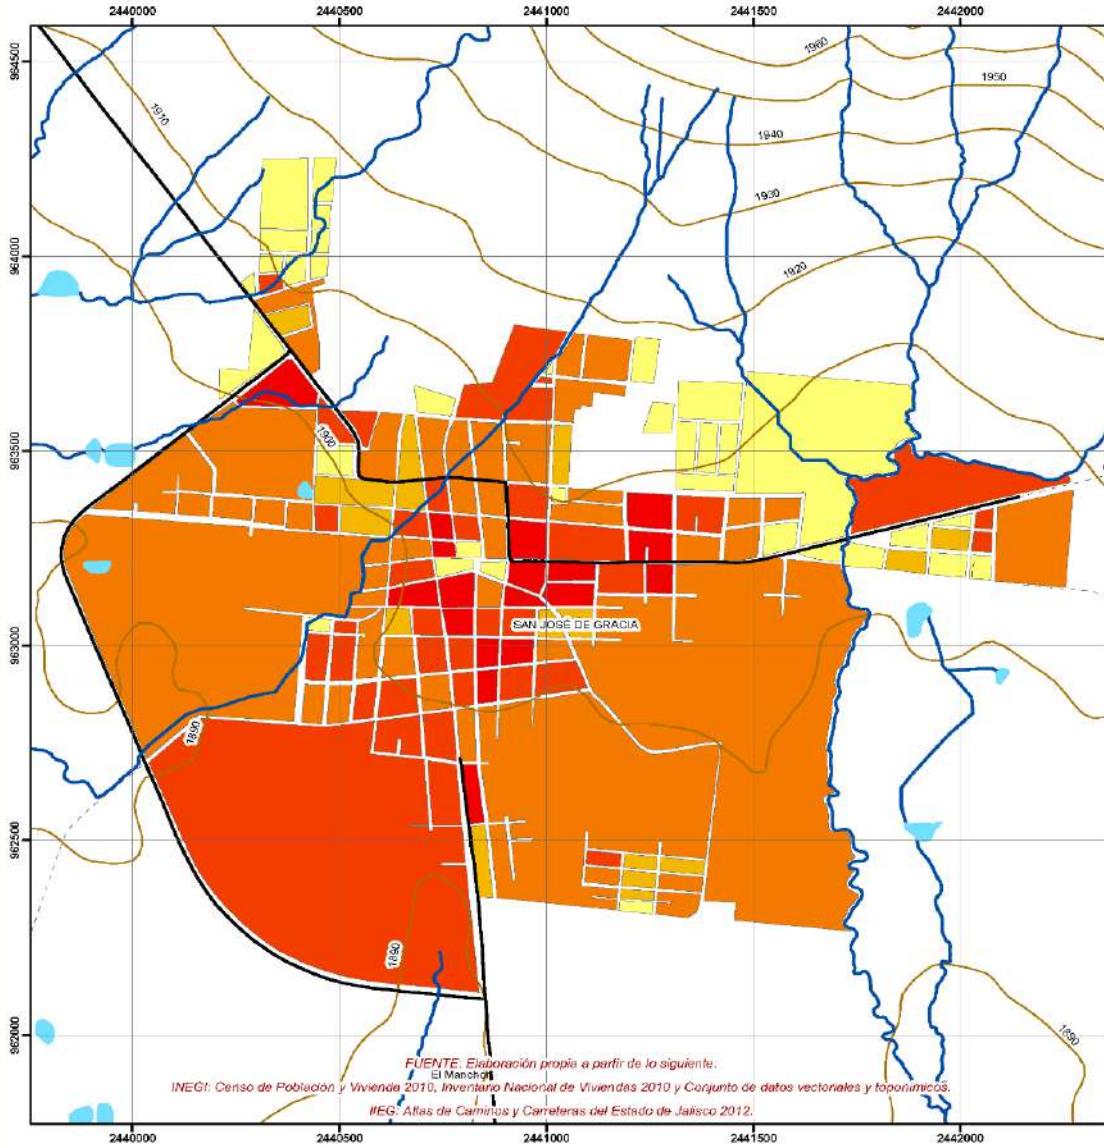 2440000 2440500 2441000 2441500 2442000
964500
1960
1950
1910
1940
1930
964000
1920
963500
1900
SAN JOSÉ DE GRACIA
963000
1890
962500
1890
962000
1890
FUENTE: Elaboración propia a partir de lo siguiente:
El Manchón
INEGI: Censo de Población y Vivienda 2010, Inventario Nacional de Viviendas 2010 y Conjunto de datos vectoriales y toponímicos.
IIEG: Atlas de Caminos y Carreteras del Estado de Jalisco 2012.
2440000 2440500 2441000 2441500 2442000